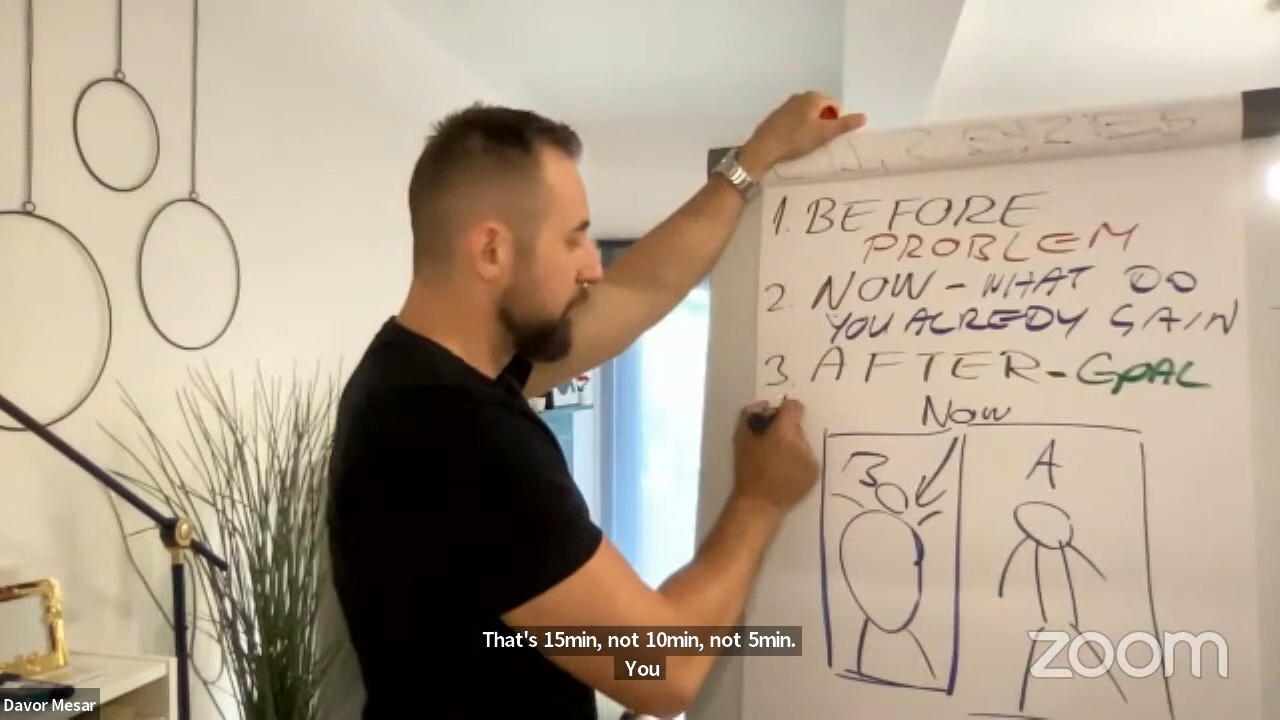 1. BEFORE
PROBLEM
2. NOW - WHAT DO
YOU ALREDY GAIN
3. AFTER - GOAL
Now
B
A
That's 15min, not 10min, not 5min.
You
zoom
Davor Mesar